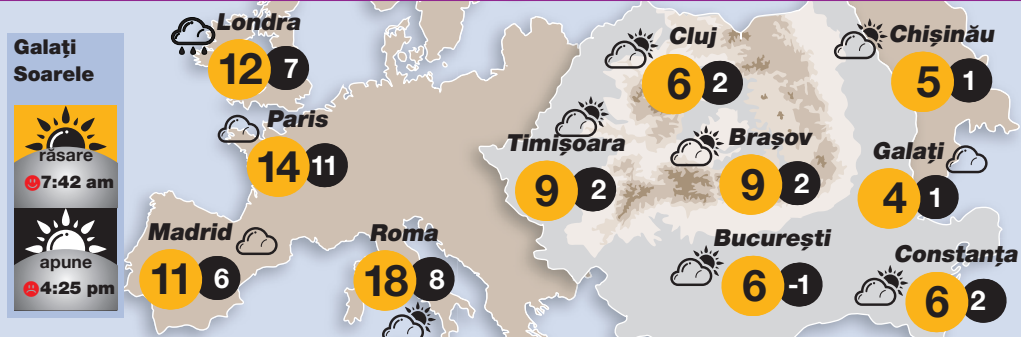 Galați
Soarele
răsare
7:42 am
apune
4:25 pm
Londra
12 7
Paris
14 11
Madrid
11 6
Roma
18 8
Cluj
6 2
Timișoara
9 2
Brașov
9 2
București
6 -1
Chișinău
5 1
Galați
4 1
Constanța
6 2